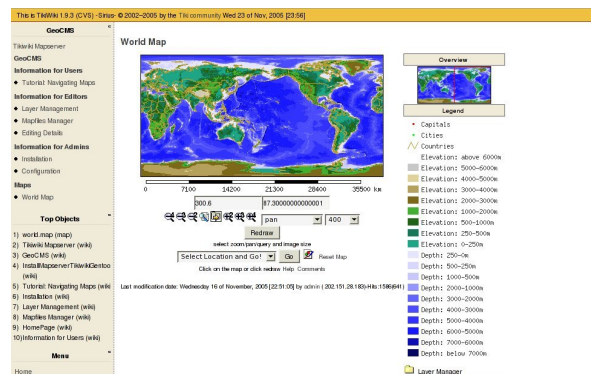 This is TikiWiki 1.9.3 (CVS) -Sirius- © 2002–2005 by the Tiki community Wed 23 of Nov, 2005 [23:56]
GeoCMS
Tikiwiki Mapserver
GeoCMS
Information for Users
Tutorial: Navigating Maps
Information for Editors
Layer Management
Mapfiles Manager
Editing Details
Information for Admins
Installation
Configuration
Maps
World Map
Top Objects
1) world.map (map)
2) Tikiwiki Mapserver (wiki)
3) GeoCMS (wiki)
4) InstallMapserverTikiwikiGentoo
(wiki)
5) Tutorial: Navigating Maps (wiki
6) Installation (wiki)
7) Layer Management (wiki)
8) Mapfiles Manager (wiki)
9) HomePage (wiki)
10)Information for Users (wiki)
Menu
Home
World Map
0 7100 14200 21300 28400 35500 km
300.6 87.30000000000001
pan 400
Redraw
select zoom/pan/query and image size
Select Location and Go! Go Reset Map
Click on the map or click redraw Help Comments
Last modification date: Wednesday 16 of November, 2005 [22:51:05] by admin ( 202.151.28.183)-Hits:1586(641)
Overview
Legend
Capitals
Cities
Countries
Elevation: above 6000m
Elevation: 5000-6000m
Elevation: 4000-5000m
Elevation: 3000-4000m
Elevation: 2000-3000m
Elevation: 1000-2000m
Elevation: 500-1000m
Elevation: 250-500m
Elevation: 0-250m
Depth: 250-0m
Depth: 500-250m
Depth: 1000-500m
Depth: 2000-1000m
Depth: 3000-2000m
Depth: 4000-3000m
Depth: 5000-4000m
Depth: 6000-5000m
Depth: 7000-6000m
Depth: below 7000m
Layer Manager